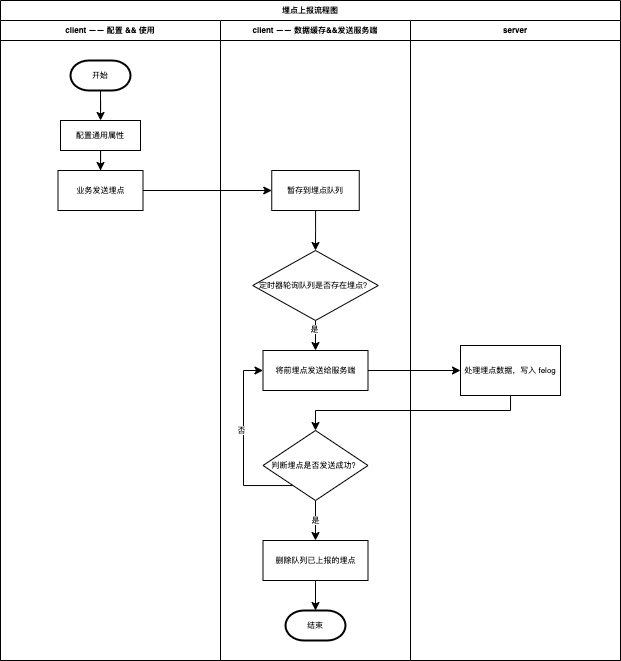 埋点上报流程图
client —— 配置 && 使用
client —— 数据缓存&&发送服务端
server
开始
配置通用属性
业务发送埋点
暂存到埋点队列
定时器轮询队列是否存在埋点?
是
将前埋点发送给服务端
处理埋点数据，写入 felog
否
判断埋点是否发送成功?
是
删除队列已上报的埋点
结束